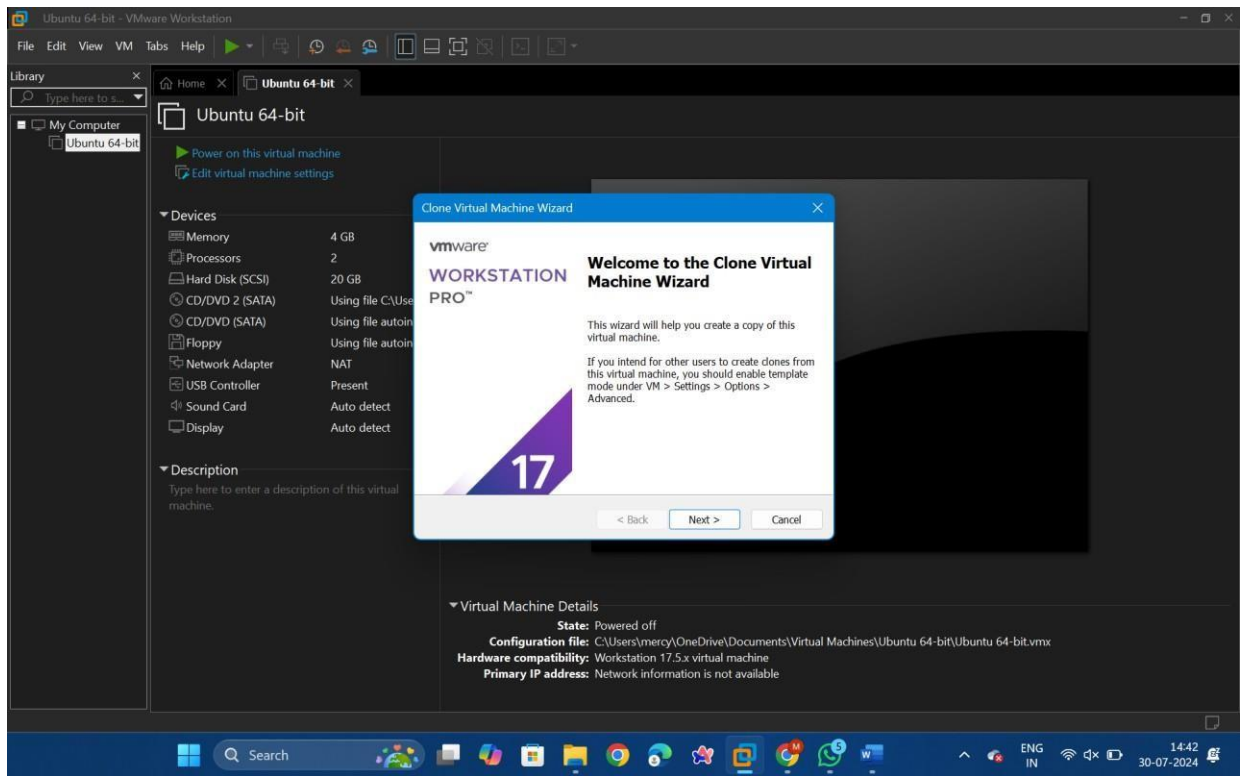 Ubuntu 64-bit - VMware Workstation
File Edit View VM Tabs Help
Library
Type here to s...
My Computer
Ubuntu 64-bit
Home
Ubuntu 64-bit
Ubuntu 64-bit
Power on this virtual machine
Edit virtual machine settings
Devices
Memory 4 GB
Processors 2
Hard Disk (SCSI) 20 GB
CD/DVD 2 (SATA) Using file C:\Use
CD/DVD (SATA) Using file autoin
Floppy Using file autoin
Network Adapter NAT
USB Controller Present
Sound Card Auto detect
Display Auto detect
Description
Type here to enter a description of this virtual
machine.
Clone Virtual Machine Wizard
vmware
WORKSTATION
PRO™
17
Welcome to the Clone Virtual
Machine Wizard
This wizard will help you create a copy of this
virtual machine.
If you intend for other users to create clones from
this virtual machine, you should enable template
mode under VM > Settings > Options >
Advanced.
< Back Next > Cancel
Virtual Machine Details
State: Powered off
Configuration file: C:\Users\mercy\OneDrive\Documents\Virtual Machines\Ubuntu 64-bit\Ubuntu 64-bit.vmx
Hardware compatibility: Workstation 17.5.x virtual machine
Primary IP address: Network information is not available
Search
ENG
IN
14:42
30-07-2024